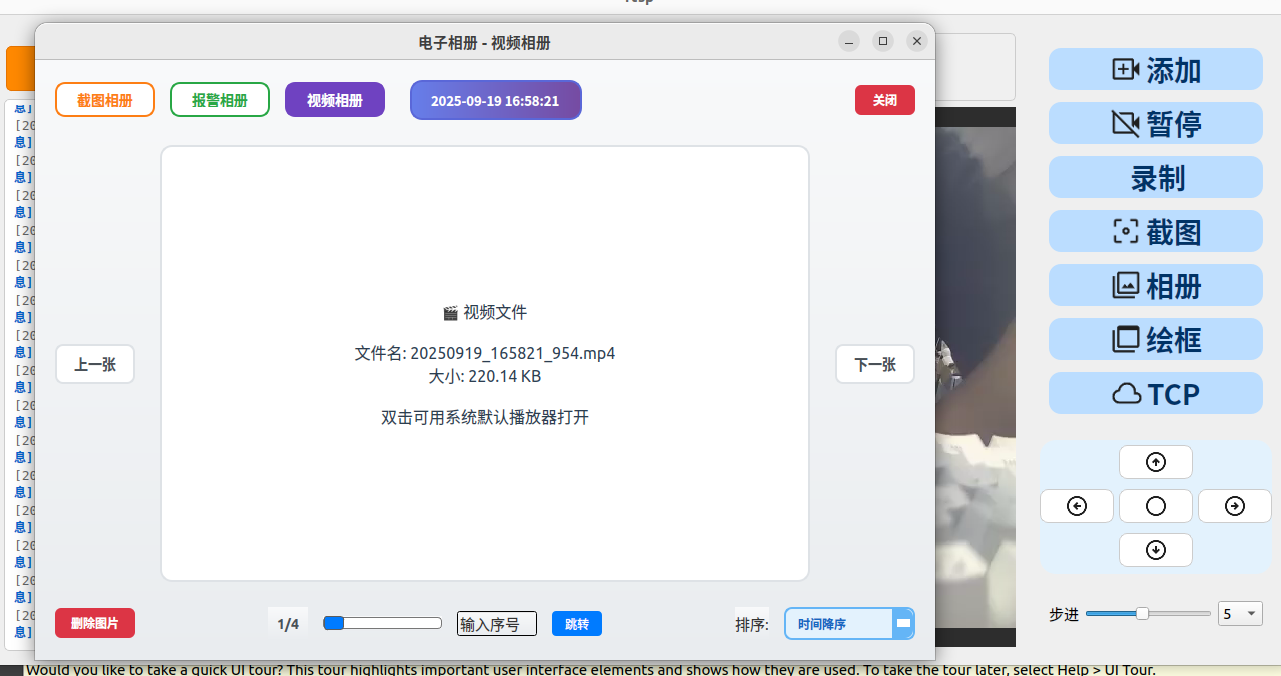 电子相册 - 视频相册
截图相册
报警相册
视频相册
2025-09-19 16:58:21
关闭
🎬 视频文件
文件名: 20250919_165821_954.mp4
大小: 220.14 KB
双击可用系统默认播放器打开
上一张
下一张
删除图片
1/4
输入序号
跳转
排序:
时间降序
息]
[20
息]
[20
息]
[20
息]
[20
息]
[20
息]
[20
息]
[20
息]
[20
息]
[20
息]
[20
息]
[20
息]
[20
息]
[20
息]
[20
息]
[20
息]
添加
暂停
录制
截图
相册
绘框
TCP
步进
5
Would you like to take a quick UI tour? This tour highlights important user interface elements and shows how they are used. To take the tour later, select Help > UI Tour.